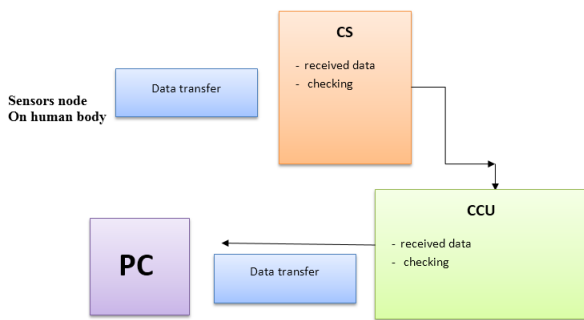 CS
- received data
- checking
Data transfer
Sensors node
On human body
CCU
- received data
- checking
PC
Data transfer